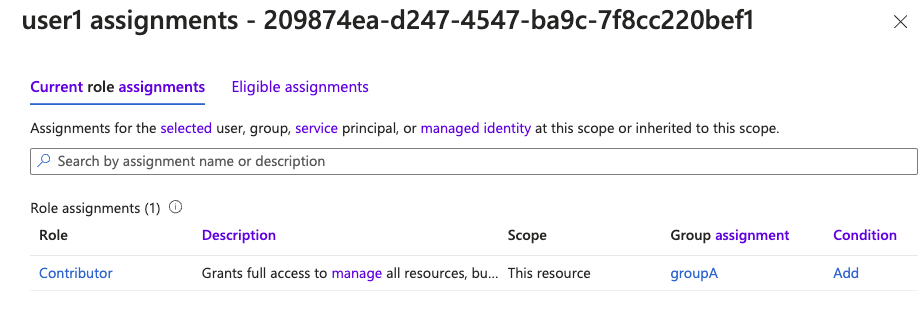 user1 assignments - 209874ea-d247-4547-ba9c-7f8cc220bef1
Current role assignments Eligible assignments
Assignments for the selected user, group, service principal, or managed identity at this scope or inherited to this scope.
Search by assignment name or description
Role assignments (1)
Role Description Scope Group assignment Condition
Contributor Grants full access to manage all resources, bu... This resource groupA Add